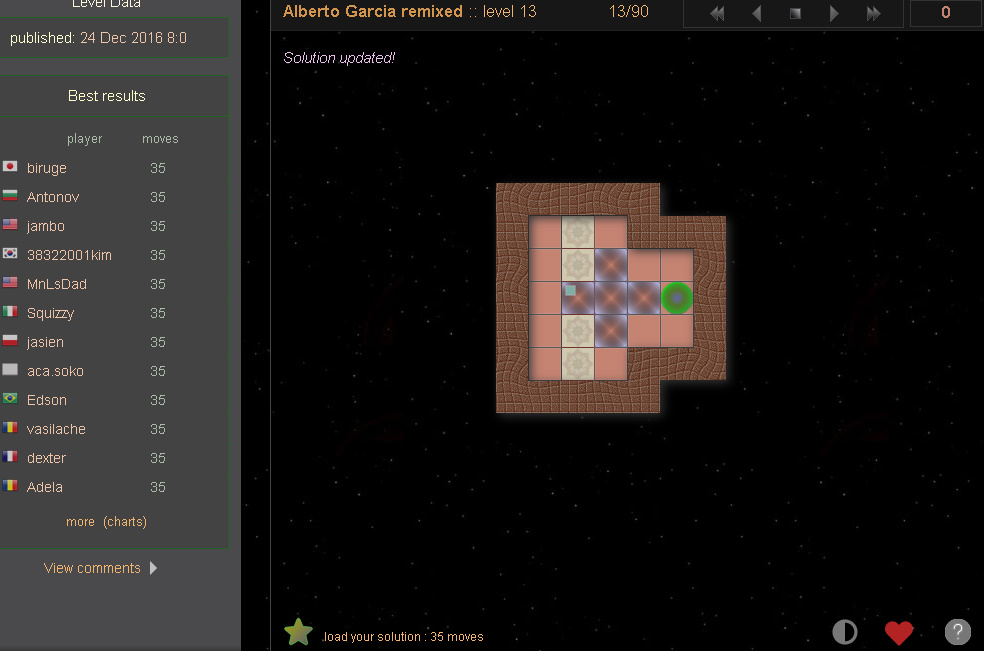 Level Data
Alberto Garcia remixed :: level 13
13/90
0
published: 24 Dec 2016 8:0
Solution updated!
Best results
player moves
biruge 35
Antonov 35
jambo 35
38322001kim 35
MnLsDad 35
Squizzy 35
jasien 35
aca.soko 35
Edson 35
vasilache 35
dexter 35
Adela 35
more (charts)
View comments
.load your solution : 35 moves
?